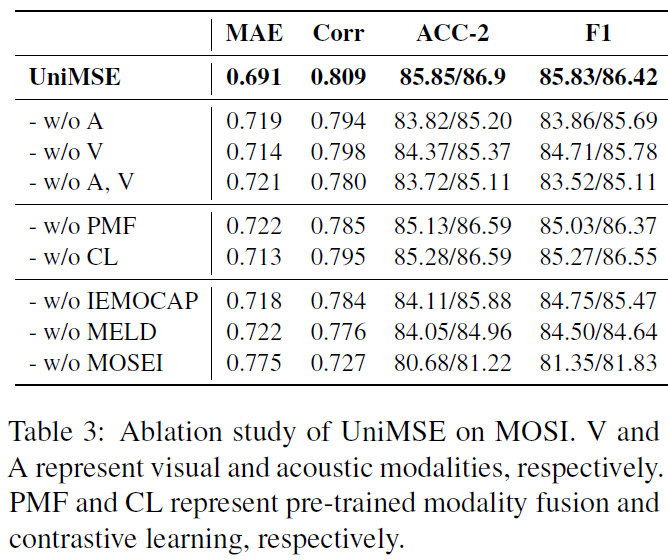 MAE Corr ACC-2 F1
UniMSE 0.691 0.809 85.85/86.9 85.83/86.42
- w/o A 0.719 0.794 83.82/85.20 83.86/85.69
- w/o V 0.714 0.798 84.37/85.37 84.71/85.78
- w/o A, V 0.721 0.780 83.72/85.11 83.52/85.11
- w/o PMF 0.722 0.785 85.13/86.59 85.03/86.37
- w/o CL 0.713 0.795 85.28/86.59 85.27/86.55
- w/o IEMOCAP 0.718 0.784 84.11/85.88 84.75/85.47
- w/o MELD 0.722 0.776 84.05/84.96 84.50/84.64
- w/o MOSEI 0.775 0.727 80.68/81.22 81.35/81.83
Table 3: Ablation study of UniMSE on MOSI. V and
A represent visual and acoustic modalities, respectively.
PMF and CL represent pre-trained modality fusion and
contrastive learning, respectively.